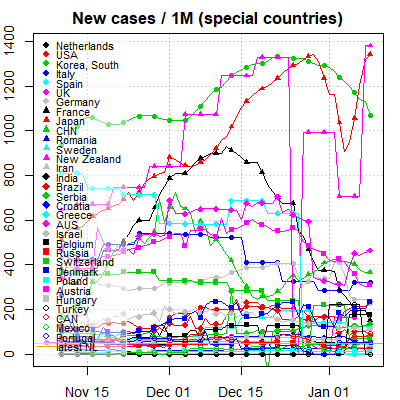 New cases / 1M (special countries)
1400
1200
1000
800
600
400
200
0
Netherlands
USA
Korea, South
Italy
Spain
UK
Germany
France
Japan
CHN
Romania
Sweden
New Zealand
Iran
India
Brazil
Serbia
Croatia
Greece
AUS
Israel
Belgium
Russia
Switzerland
Denmark
Poland
Austria
Hungary
Turkey
CAN
Mexico
Portugal
latest NL
Nov 15
Dec 01
Dec 15
Jan 01